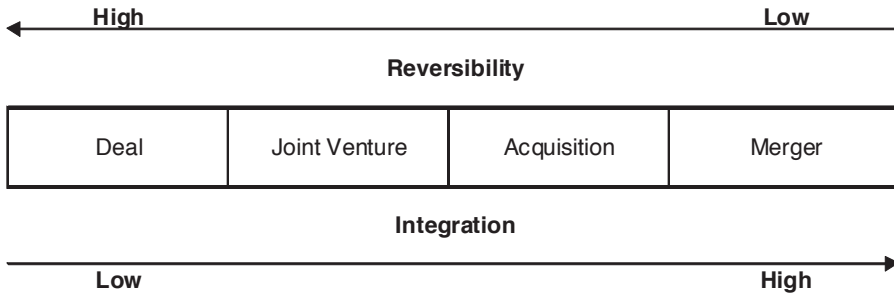 High Low
Reversibility
Deal Joint Venture Acquisition Merger
Integration
Low High